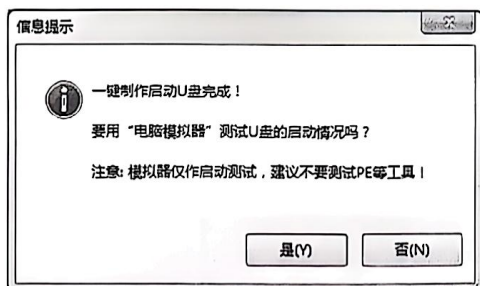 信息提示
一键制作启动U盘完成！
要用“电脑模拟器”测试U盘的启动情况吗？
注意: 模拟器仅作启动测试，建议不要测试PE等工具！
是(Y)
否(N)